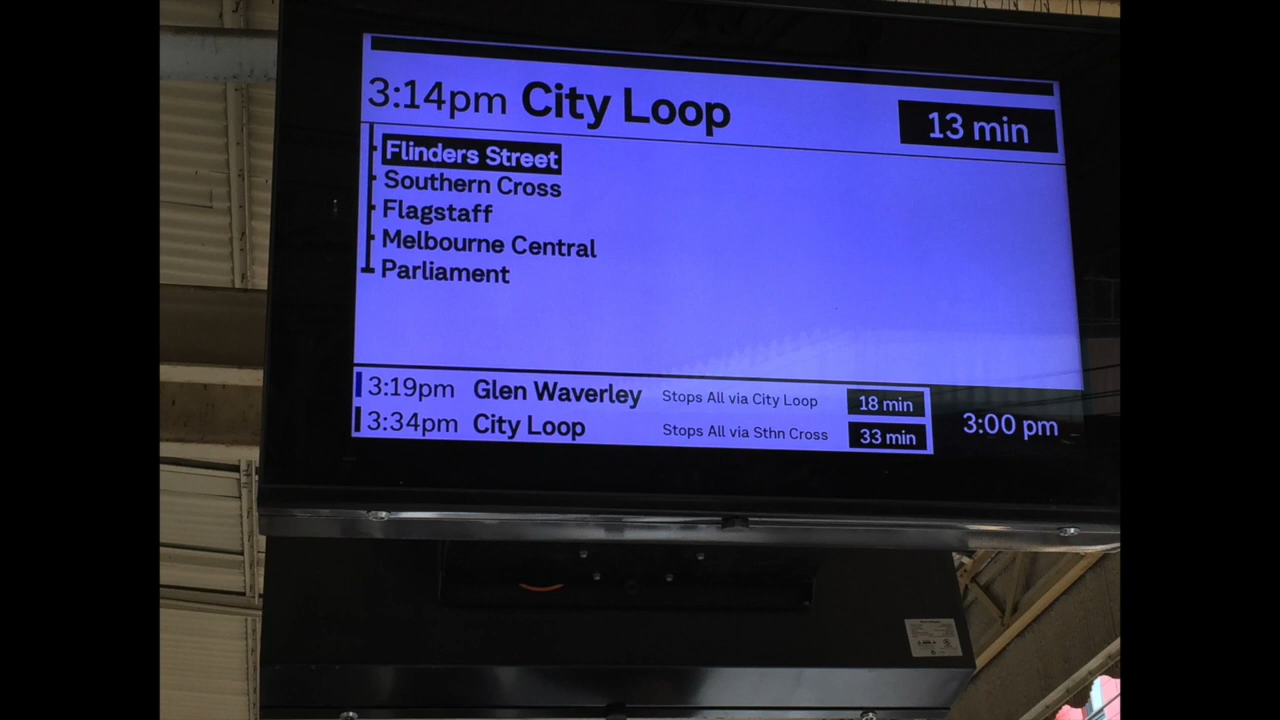 3:14pm City Loop 13 min
Flinders Street
Southern Cross
Flagstaff
Melbourne Central
Parliament
3:19pm Glen Waverley Stops All via City Loop 18 min
3:34pm City Loop Stops All via Sthn Cross 33 min
3:00 pm